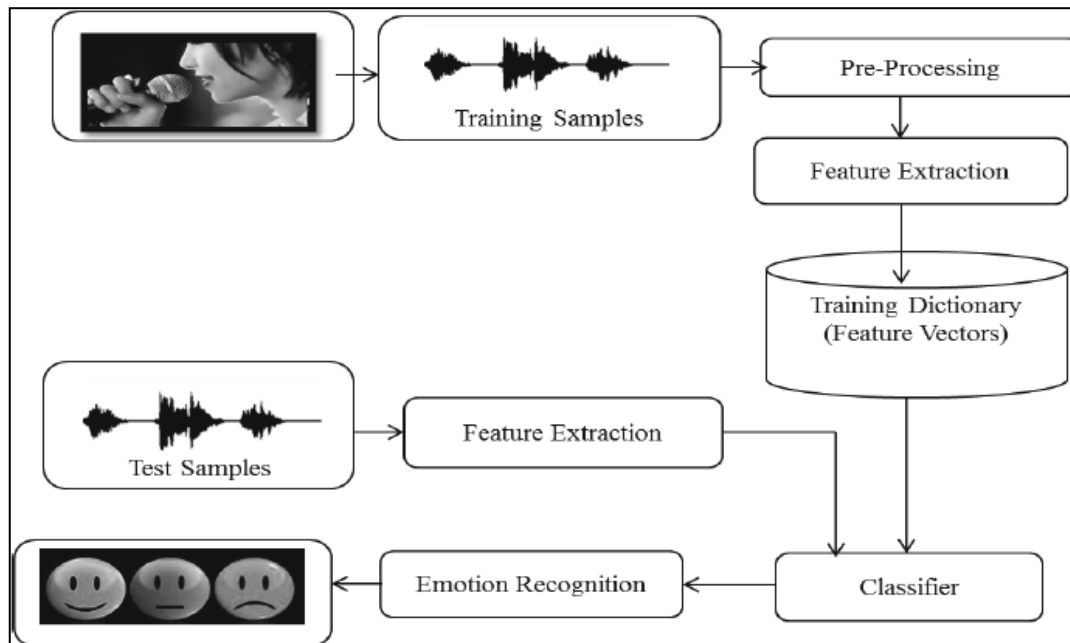 Training Samples
Pre-Processing
Feature Extraction
Training Dictionary
(Feature Vectors)
Test Samples
Feature Extraction
Emotion Recognition
Classifier